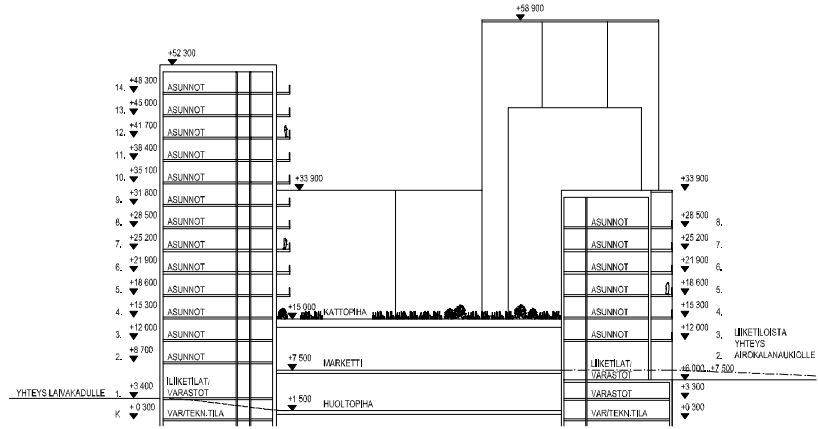 +58 900
+52 300
14. +48 300 ASUNNOT
13. +45 000 ASUNNOT
12. +41 700 ASUNNOT
11. +38 400 ASUNNOT
10. +35 100 ASUNNOT
9. +31 800 ASUNNOT
8. +28 500 ASUNNOT
7. +25 200 ASUNNOT
6. +21 900 ASUNNOT
5. +18 600 ASUNNOT
4. +15 300 ASUNNOT
3. +12 000 ASUNNOT
2. +8 700 ASUNNOT
LIIKETILAT/
YHTEYS LAIVAKADULLE 1. +3 400 VARASTOT
K +0 300 VAR/TEKN.TILA
+33 900
+15 000 KATTOPIHA
+7 500 MARKETTI
+1 500 HUOLTOPIHA
+33 900
ASUNNOT +28 500 8.
ASUNNOT +25 200 7.
ASUNNOT +21 900 6.
ASUNNOT +18 600 5.
ASUNNOT +15 300 4.
ASUNNOT +12 000 3.
LIIKETILOISTA
YHTEYS
2. AIROKALANAUKIOLLE
LIIKETILAT/
VARASTOT +6 000 +7 500
VARASTOT +3 300
VAR/TEKN.TILA +0 300